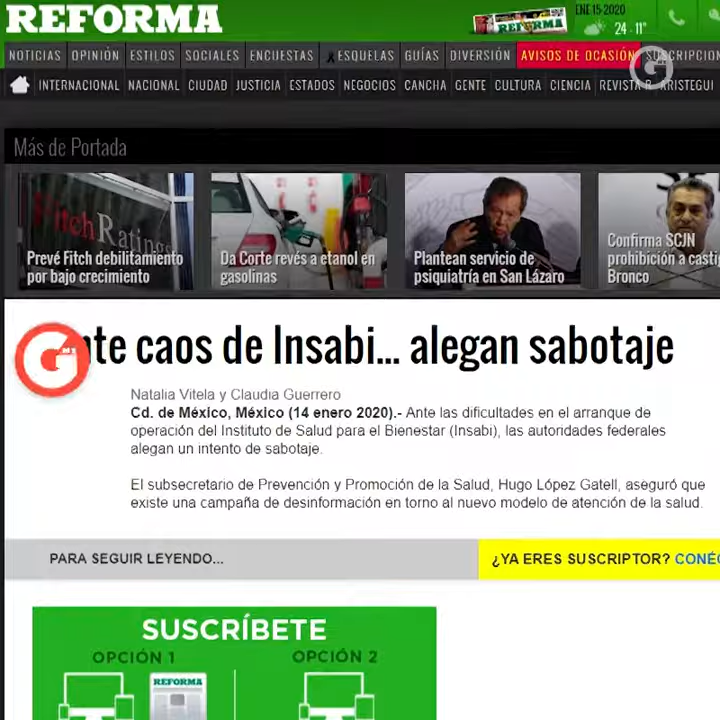 REFORMA
REFORMA
ENE 15 2020
24 - 11°
NOTICIAS OPINIÓN ESTILOS SOCIALES ENCUESTAS ESQUELAS GUÍAS DIVERSIÓN AVISOS DE OCASIÓN
INTERNACIONAL NACIONAL CIUDAD JUSTICIA ESTADOS NEGOCIOS CANCHA GENTE CULTURA CIENCIA REVISTA R ARISTEGUI
Más de Portada
Fitch Ratings
Prevé Fitch debilitamiento
por bajo crecimiento
Da Corte revés a etanol en
gasolinas
Plantean servicio de
psiquiatría en San Lázaro
Confirma SCJN
prohibición a casti
Bronco
G MX
nte caos de Insabi... alegan sabotaje
Natalia Vitela y Claudia Guerrero
Cd. de México, México (14 enero 2020).- Ante las dificultades en el arranque de
operación del Instituto de Salud para el Bienestar (Insabi), las autoridades federales
alegan un intento de sabotaje.
El subsecretario de Prevención y Promoción de la Salud, Hugo López Gatell, aseguró que
existe una campaña de desinformación en torno al nuevo modelo de atención de la salud.
PARA SEGUIR LEYENDO...
¿YA ERES SUSCRIPTOR? CONÉC
SUSCRÍBETE
OPCIÓN 1
OPCIÓN 2
REFORMA